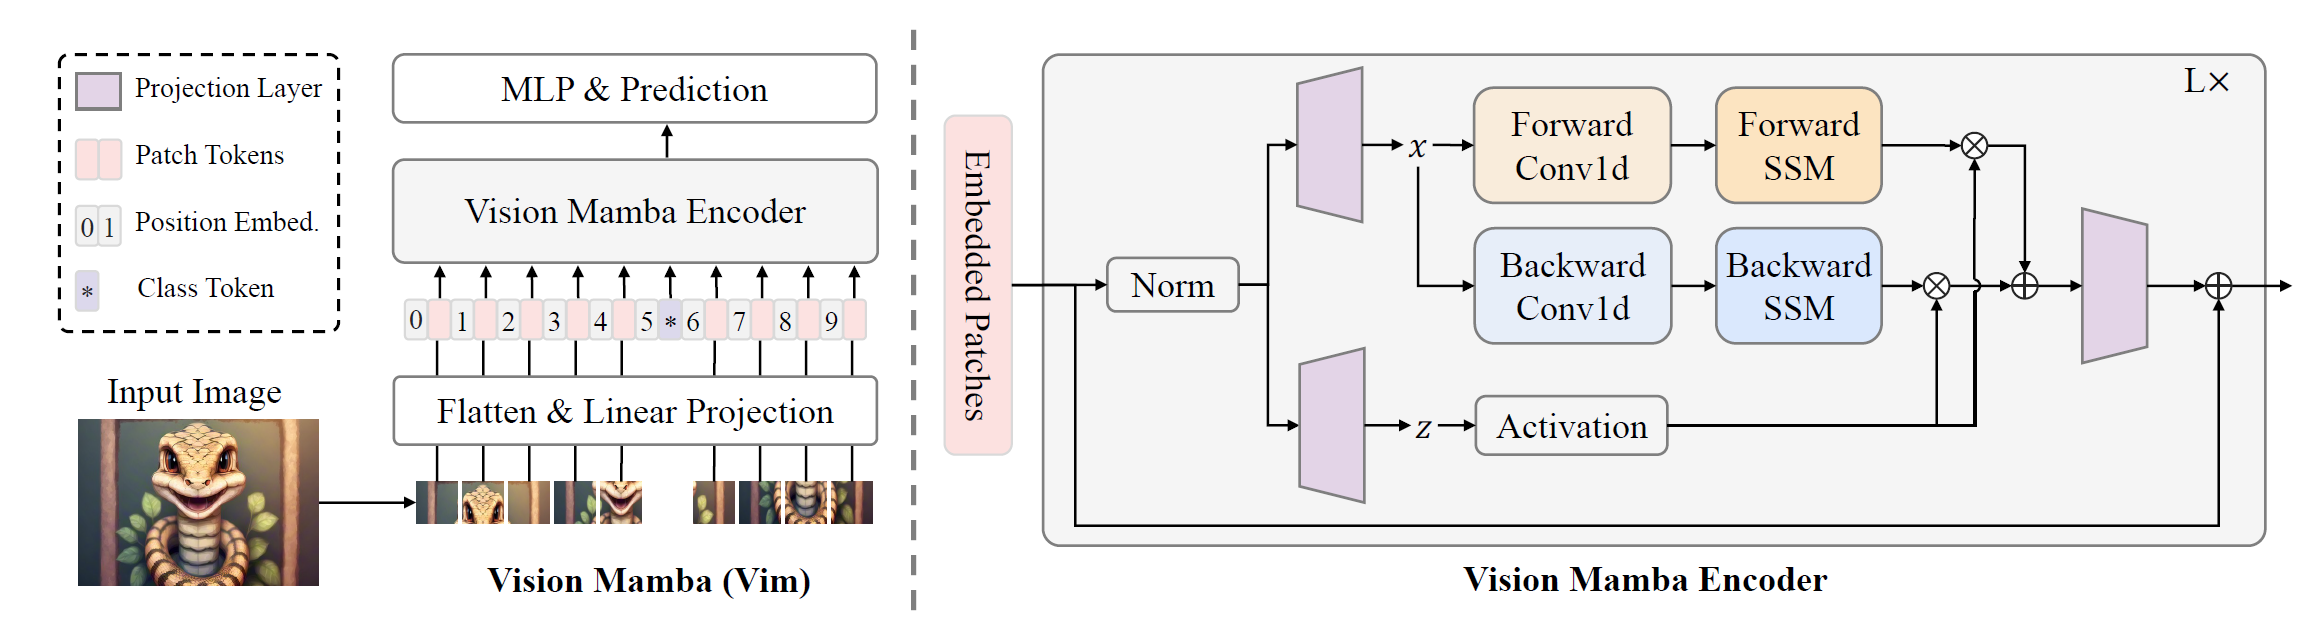 Projection Layer
Patch Tokens
0 1 Position Embed.
* Class Token
Input Image
MLP & Prediction
Vision Mamba Encoder
0 1 2 3 4 5 * 6 7 8 9
Flatten & Linear Projection
Vision Mamba (Vim)
Embedded Patches
L×
Norm
x
Forward
Conv1d
Forward
SSM
Backward
Conv1d
Backward
SSM
z
Activation
Vision Mamba Encoder